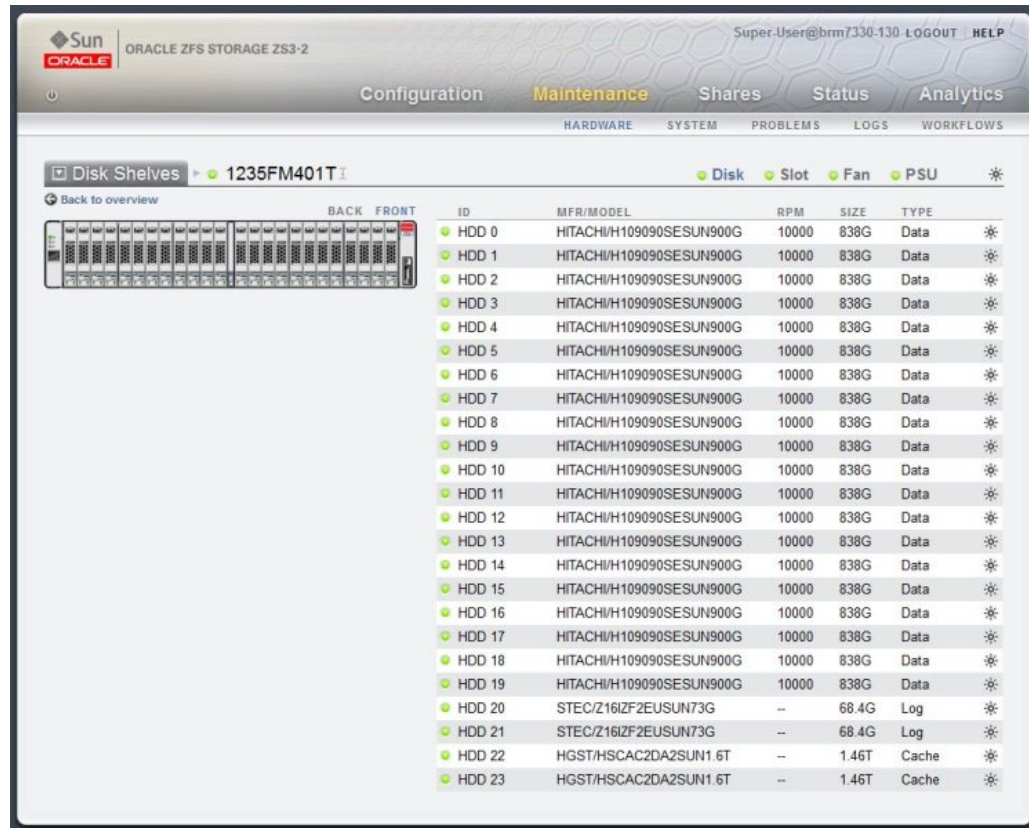 Sun
ORACLE
ORACLE ZFS STORAGE ZS3-2
Super-User@brm7330-130 LOGOUT HELP
Configuration Maintenance Shares Status Analytics
HARDWARE SYSTEM PROBLEMS LOGS WORKFLOWS
Disk Shelves 1235FM401T
Disk Slot Fan PSU
Back to overview
BACK FRONT
ID MFR/MODEL RPM SIZE TYPE
HDD 0 HITACHI/H109090SESUN900G 10000 838G Data
HDD 1 HITACHI/H109090SESUN900G 10000 838G Data
HDD 2 HITACHI/H109090SESUN900G 10000 838G Data
HDD 3 HITACHI/H109090SESUN900G 10000 838G Data
HDD 4 HITACHI/H109090SESUN900G 10000 838G Data
HDD 5 HITACHI/H109090SESUN900G 10000 838G Data
HDD 6 HITACHI/H109090SESUN900G 10000 838G Data
HDD 7 HITACHI/H109090SESUN900G 10000 838G Data
HDD 8 HITACHI/H109090SESUN900G 10000 838G Data
HDD 9 HITACHI/H109090SESUN900G 10000 838G Data
HDD 10 HITACHI/H109090SESUN900G 10000 838G Data
HDD 11 HITACHI/H109090SESUN900G 10000 838G Data
HDD 12 HITACHI/H109090SESUN900G 10000 838G Data
HDD 13 HITACHI/H109090SESUN900G 10000 838G Data
HDD 14 HITACHI/H109090SESUN900G 10000 838G Data
HDD 15 HITACHI/H109090SESUN900G 10000 838G Data
HDD 16 HITACHI/H109090SESUN900G 10000 838G Data
HDD 17 HITACHI/H109090SESUN900G 10000 838G Data
HDD 18 HITACHI/H109090SESUN900G 10000 838G Data
HDD 19 HITACHI/H109090SESUN900G 10000 838G Data
HDD 20 STEC/Z16IZF2EUSUN73G -- 68.4G Log
HDD 21 STEC/Z16IZF2EUSUN73G -- 68.4G Log
HDD 22 HGST/HSCAC2DA2SUN1.6T -- 1.46T Cache
HDD 23 HGST/HSCAC2DA2SUN1.6T -- 1.46T Cache